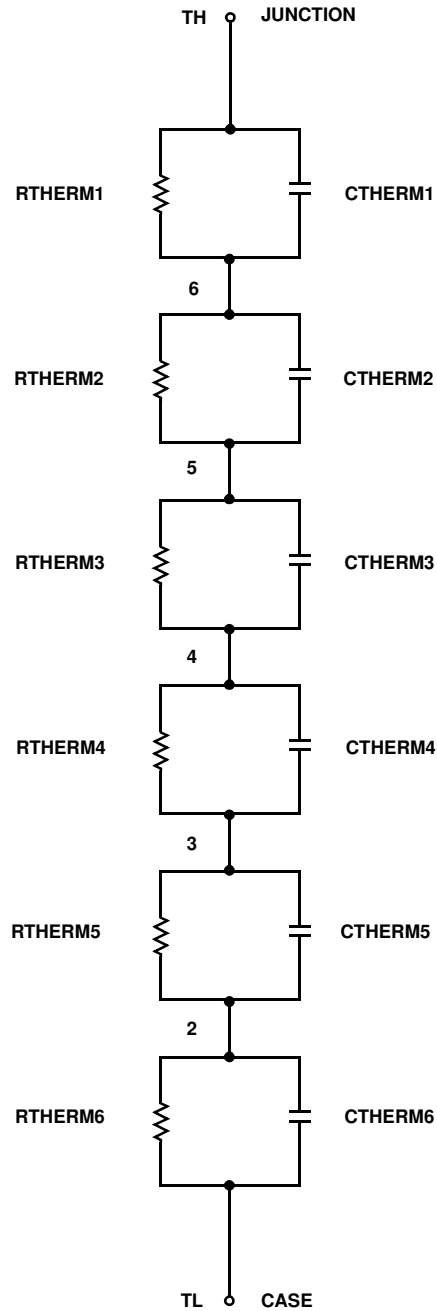 TH JUNCTION
RTHERM1 CTHERM1
6
RTHERM2 CTHERM2
5
RTHERM3 CTHERM3
4
RTHERM4 CTHERM4
3
RTHERM5 CTHERM5
2
RTHERM6 CTHERM6
TL CASE